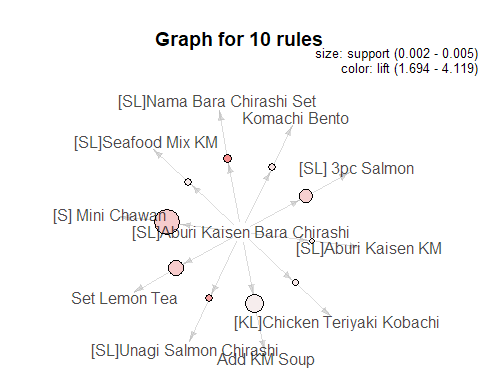 Graph for 10 rules
size: support (0.002 - 0.005)
color: lift (1.694 - 4.119)
[SL]Nama Bara Chirashi Set
Komachi Bento
[SL]Seafood Mix KM
[SL] 3pc Salmon
[S] Mini Chawan
[SL]Aburi Kaisen Bara Chirashi
[SL]Aburi Kaisen KM
Set Lemon Tea
[KL]Chicken Teriyaki Kobachi
[SL]Unagi Salmon Chirashi
Add KM Soup